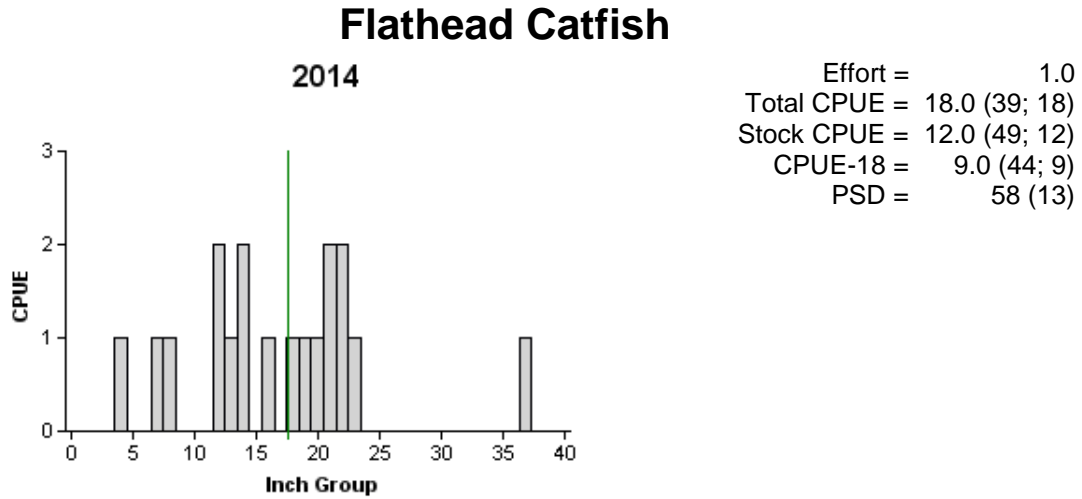 Flathead Catfish
2014
Effort = 1.0
Total CPUE = 18.0 (39; 18)
Stock CPUE = 12.0 (49; 12)
CPUE-18 = 9.0 (44; 9)
PSD = 58 (13)
3
2
1
0
CPUE
0 5 10 15 20 25 30 35 40
Inch Group